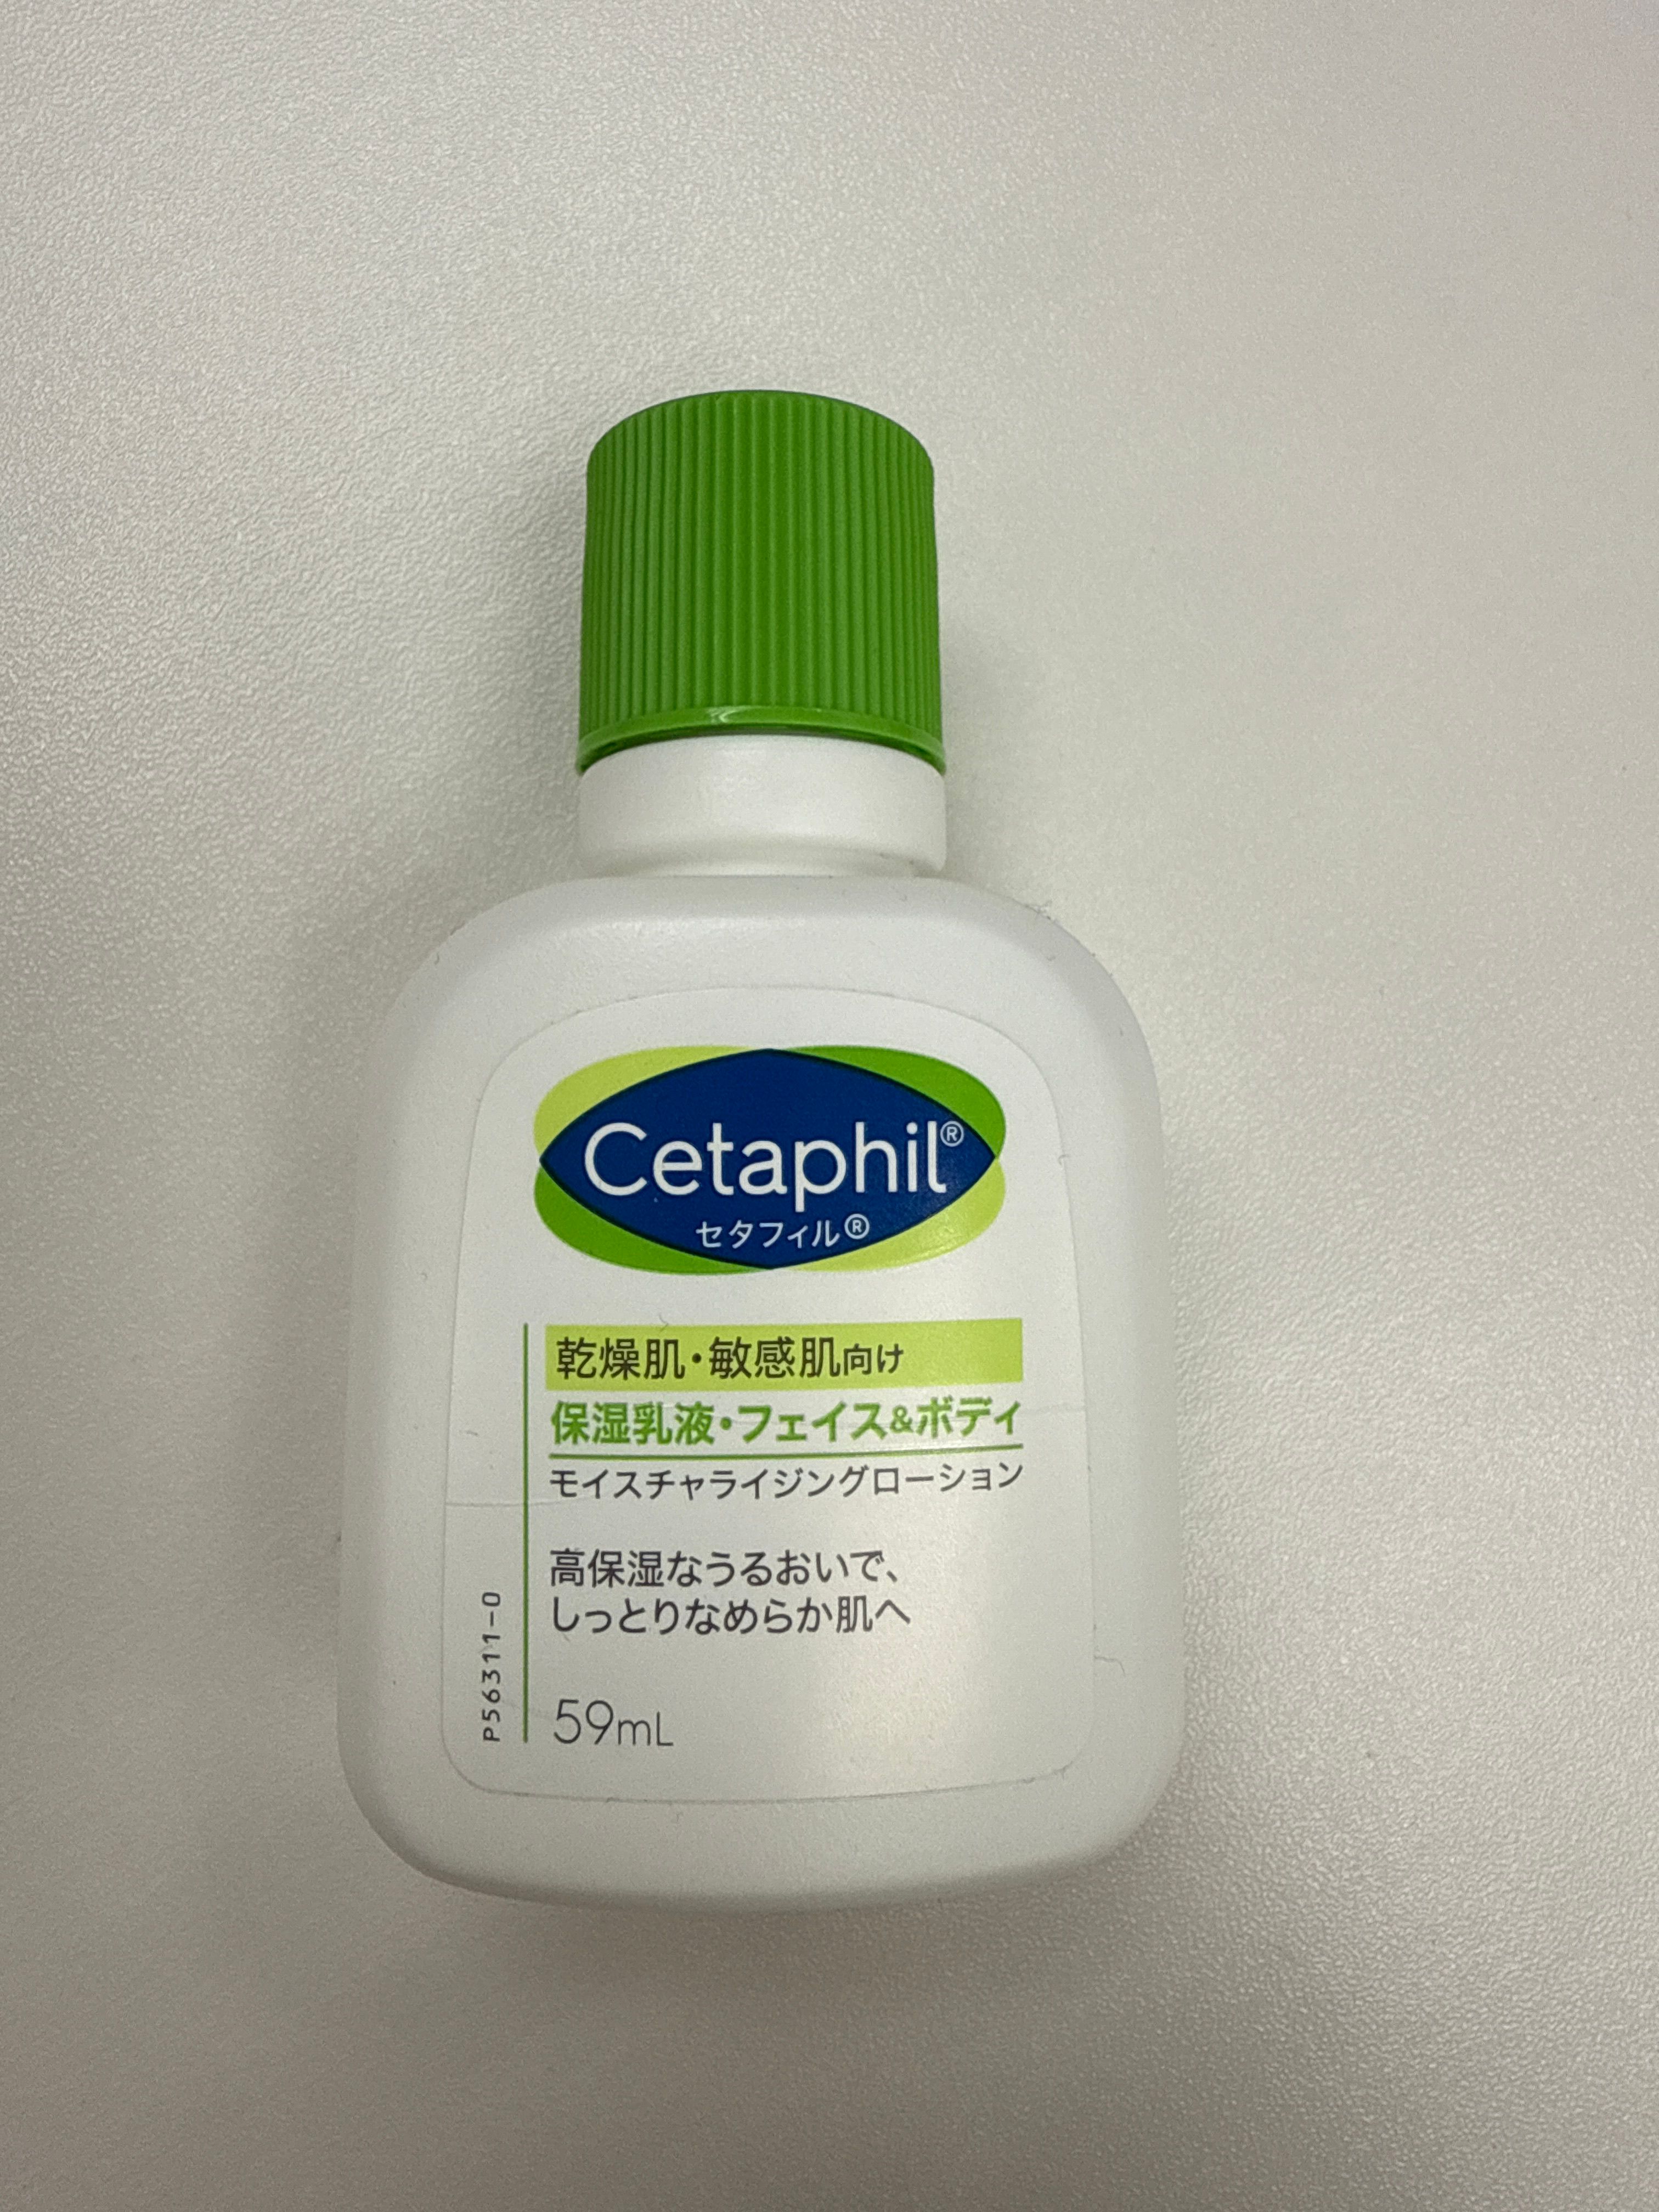 Cetaphil®
セタフィル®
乾燥肌・敏感肌向け
保湿乳液・フェイス&ボディ
モイスチャライジングローション
高保湿なうるおいで、
しっとりなめらか肌へ
59mL
P56311-0